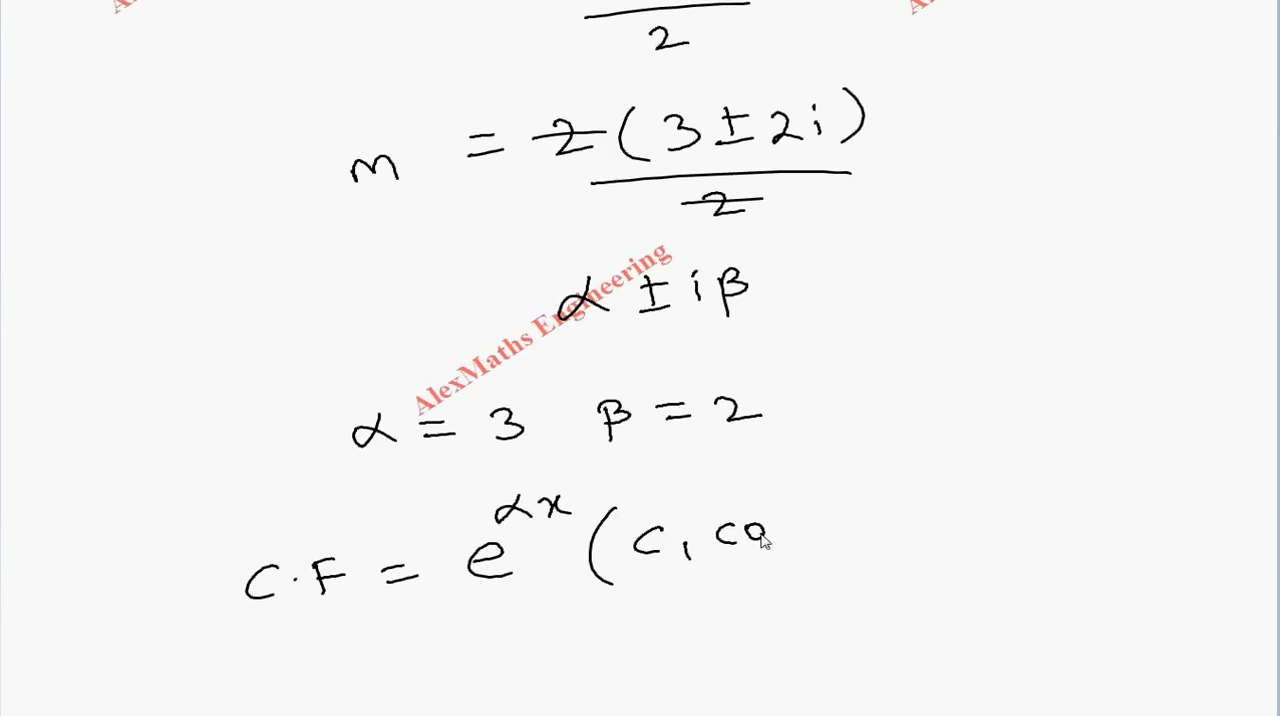 2
m = 2 ( 3 ± 2i )
2
α ± iβ
AlexMaths Engineering
α = 3 β = 2
C.F = e^αx ( C₁ co